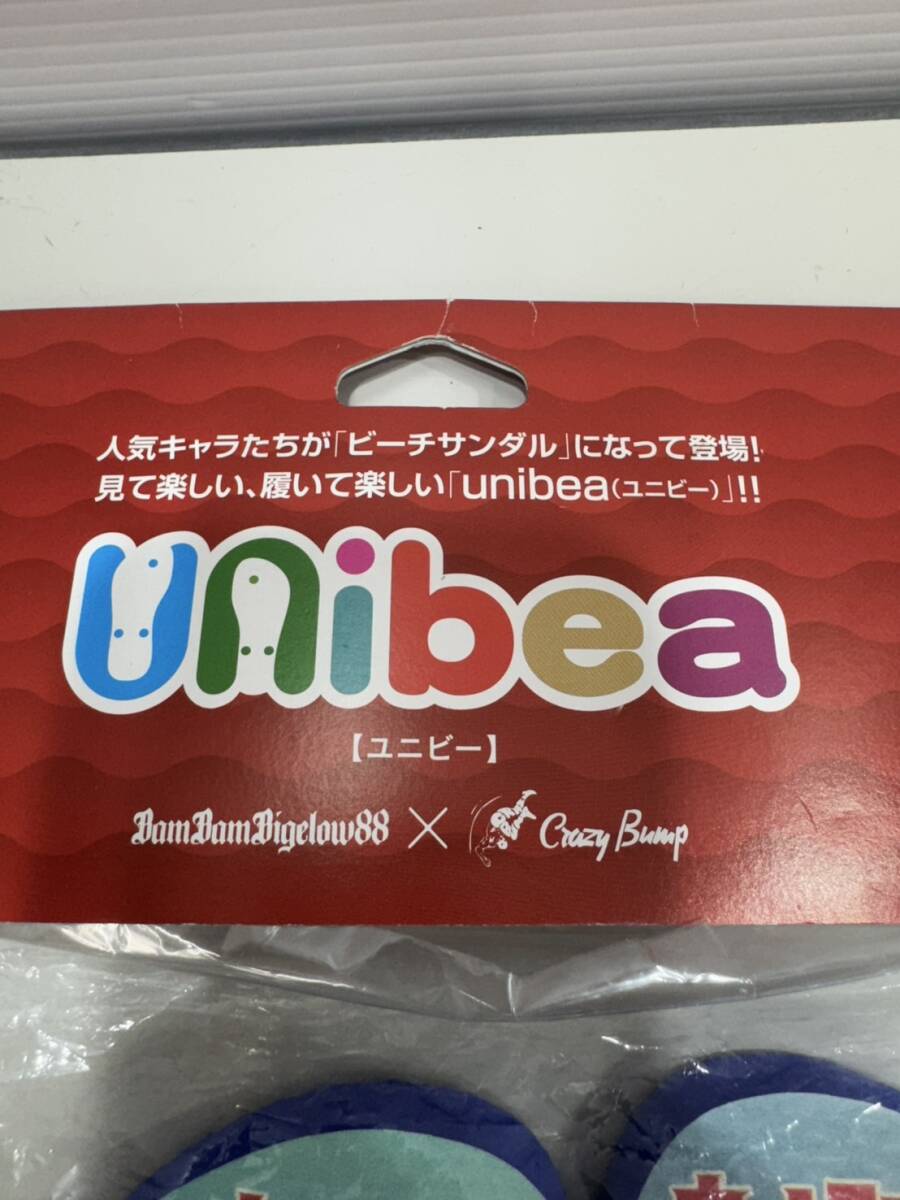 人気キャラたちが「ビーチサンダル」になって登場!
見て楽しい、履いて楽しい「unibea(ユニビー)」!!
unibea
【ユニビー】
DamDamBigelow88 × Crazy Bump